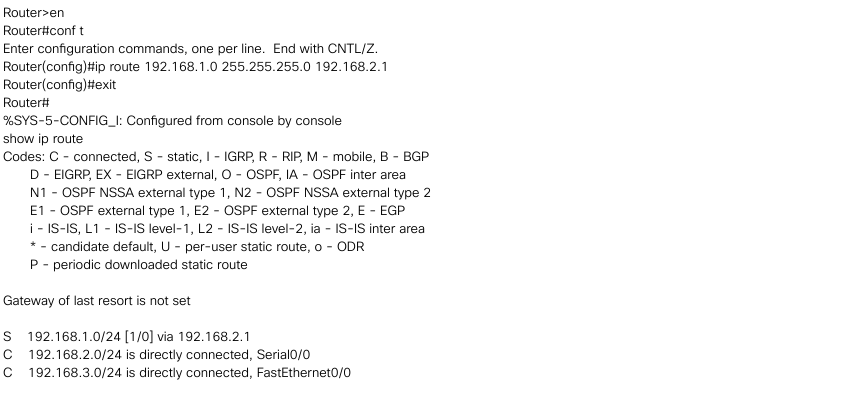 Router>en
Router#conf t
Enter configuration commands, one per line.  End with CNTL/Z.
Router(config)#ip route 192.168.1.0 255.255.255.0 192.168.2.1
Router(config)#exit
Router#
%SYS-5-CONFIG_I: Configured from console by console
show ip route
Codes: C - connected, S - static, I - IGRP, R - RIP, M - mobile, B - BGP
D - EIGRP, EX - EIGRP external, O - OSPF, IA - OSPF inter area
N1 - OSPF NSSA external type 1, N2 - OSPF NSSA external type 2
E1 - OSPF external type 1, E2 - OSPF external type 2, E - EGP
i - IS-IS, L1 - IS-IS level-1, L2 - IS-IS level-2, ia - IS-IS inter area
* - candidate default, U - per-user static route, o - ODR
P - periodic downloaded static route
Gateway of last resort is not set
S    192.168.1.0/24 [1/0] via 192.168.2.1
C    192.168.2.0/24 is directly connected, Serial0/0
C    192.168.3.0/24 is directly connected, FastEthernet0/0